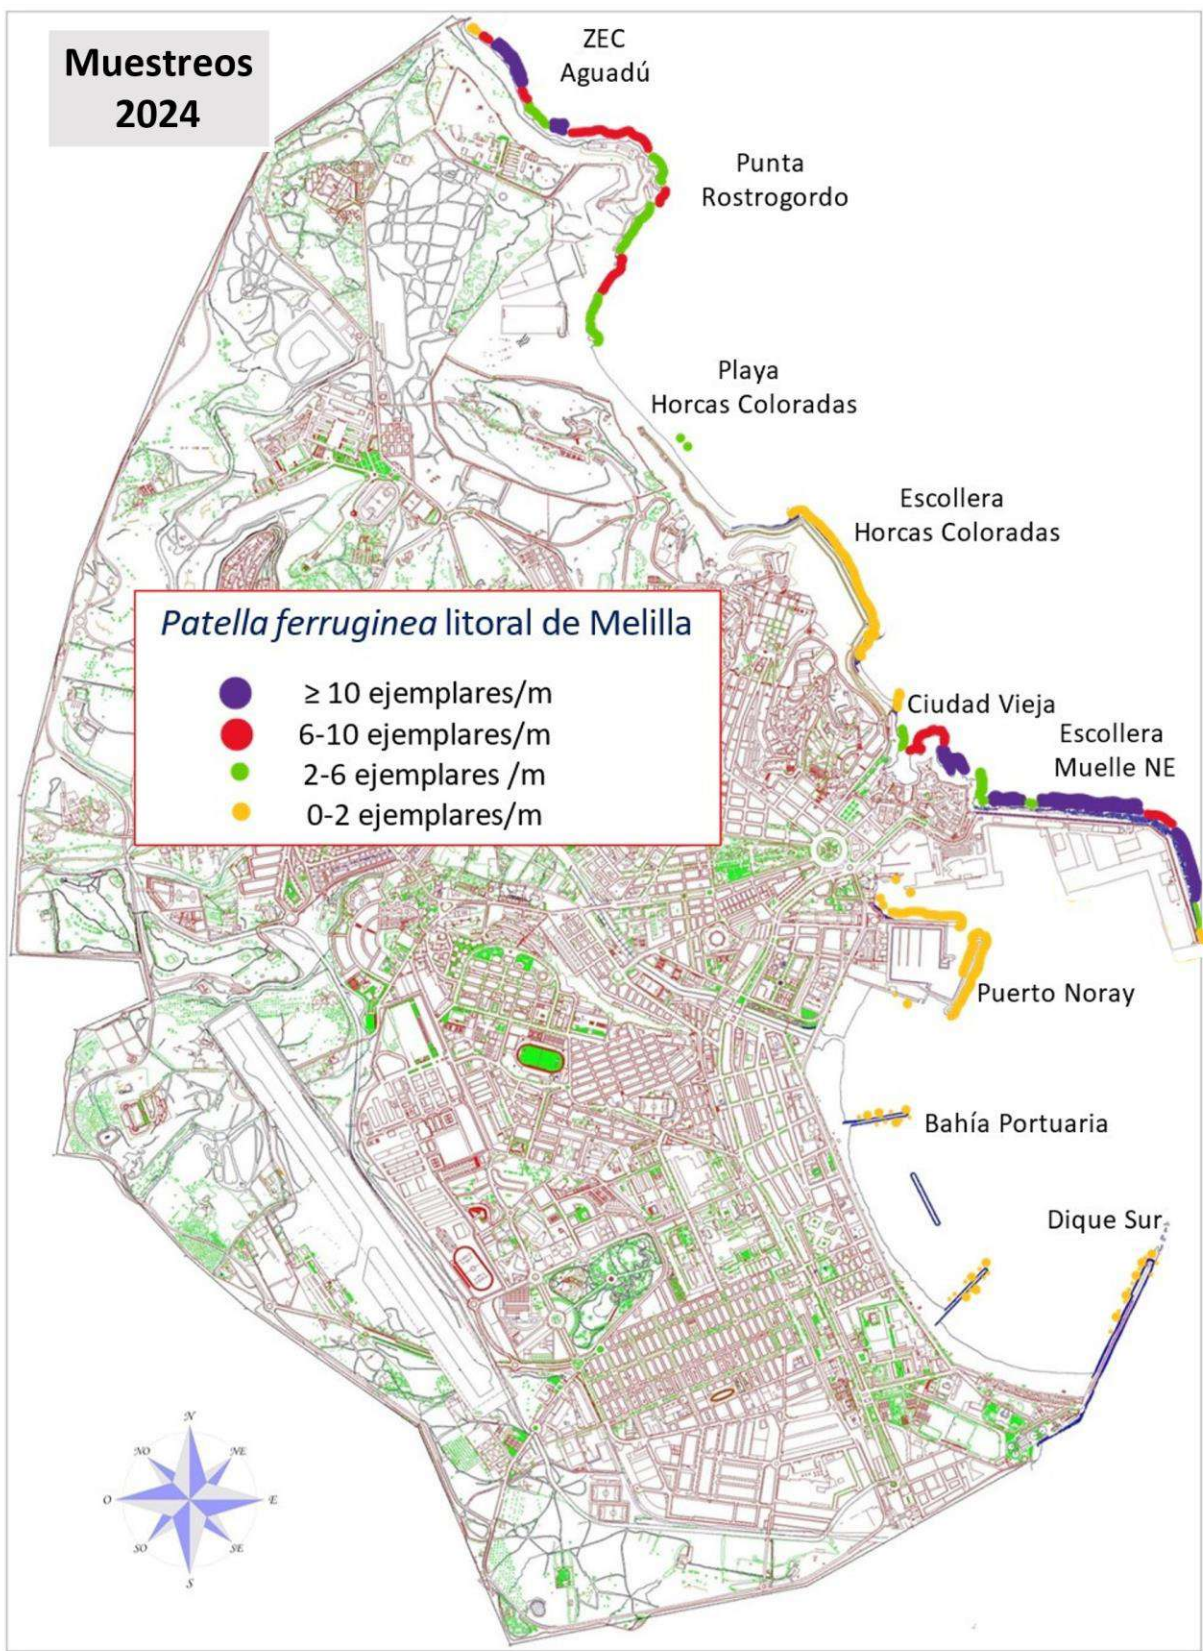 Muestreos
2024
ZEC
Aguadú
Punta
Rostrogordo
Playa
Horcas Coloradas
Escollera
Horcas Coloradas
Patella ferruginea litoral de Melilla
≥ 10 ejemplares/m
6-10 ejemplares/m
2-6 ejemplares /m
0-2 ejemplares/m
Ciudad Vieja
Escollera
Muelle NE
Puerto Noray
Bahía Portuaria
Dique Sur
N
NO
NE
O
E
SO
SE
S